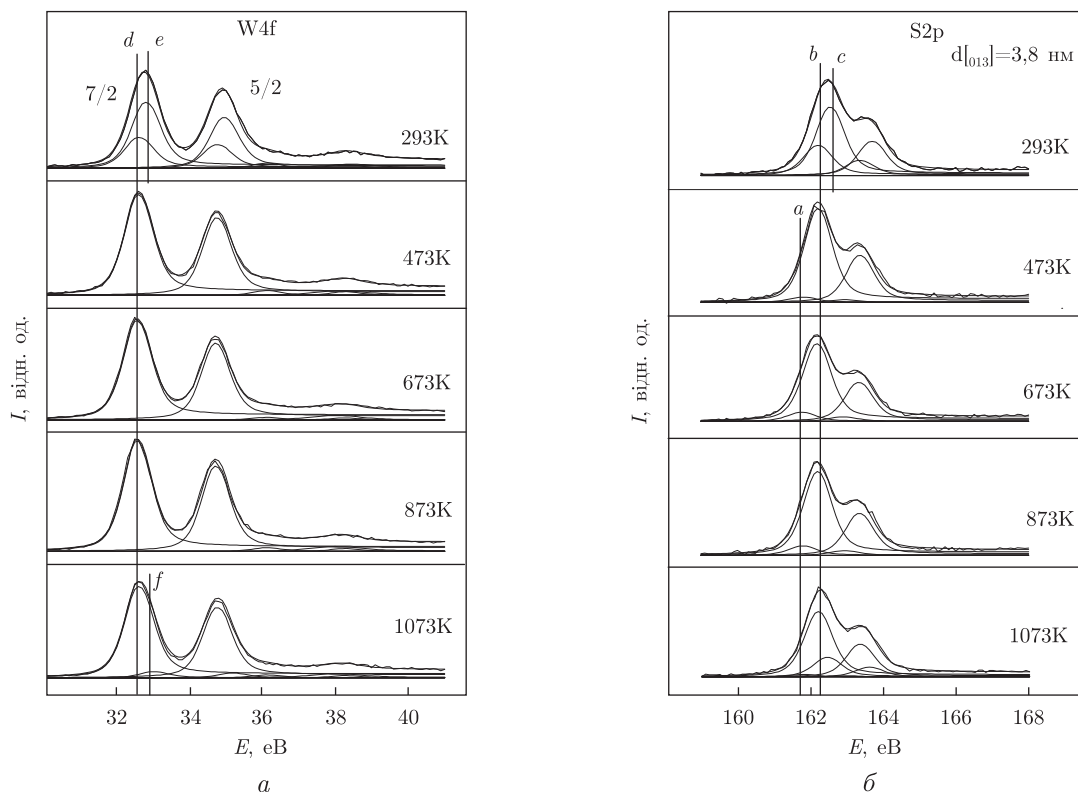 W4f
d e
7/2 5/2
293K
473K
673K
873K
f
1073K
I, відн. од.
32 34 36 38 40
E, еВ
а
S2p
d[013]=3,8 нм
b c
293K
a
473K
673K
873K
1073K
I, відн. од.
160 162 164 166 168
E, еВ
б